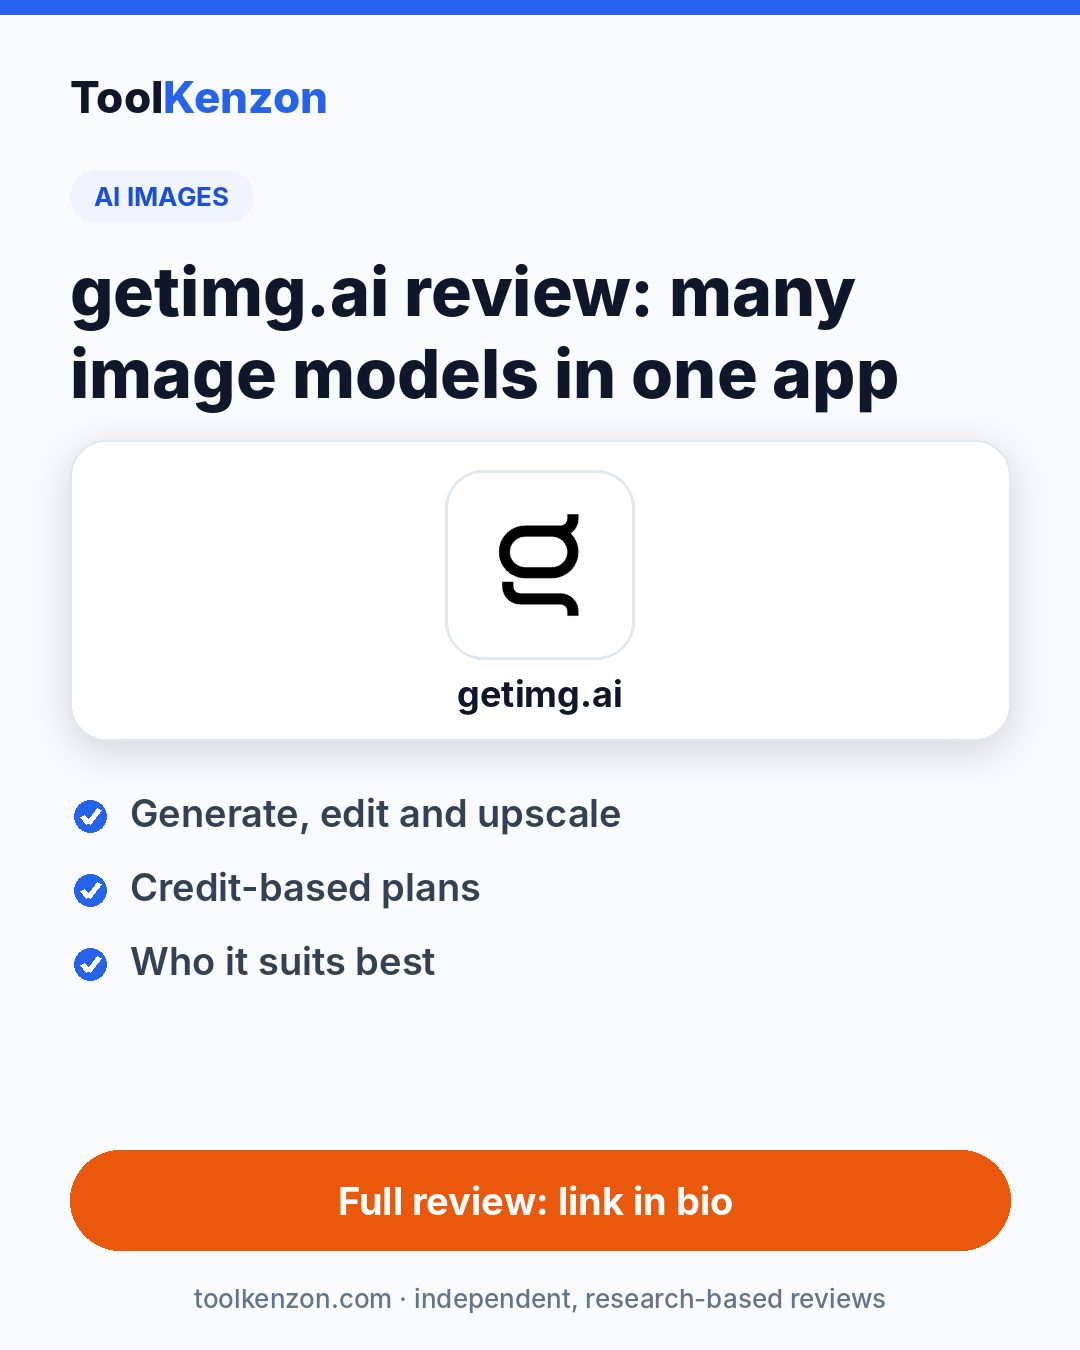 ToolKenzon
AI IMAGES
getimg.ai review: many
image models in one app
getimg.ai
Generate, edit and upscale
Credit-based plans
Who it suits best
Full review: link in bio
toolkenzon.com · independent, research-based reviews